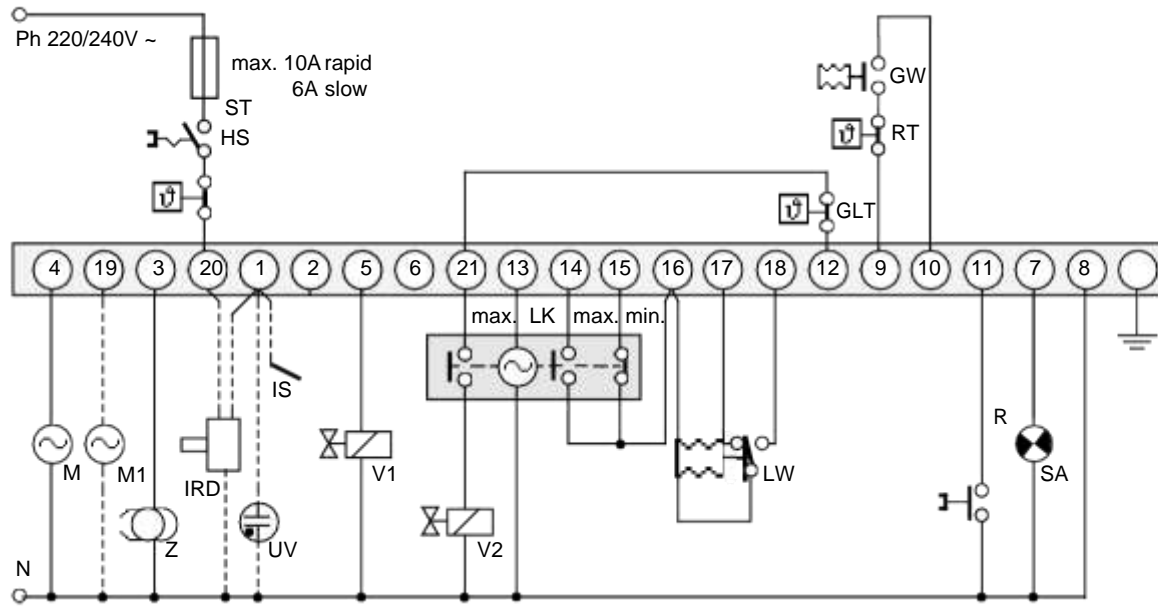 Ph 220/240V ~
max. 10A rapid
6A slow
ST
HS
ϑ
GW
ϑ RT
ϑ GLT
4 19 3 20 1 2 5 6 21 13 14 15 16 17 18 12 9 10 11 7 8
max. LK max. min.
IS
M M1 IRD UV Z V1 V2 LW R SA
N